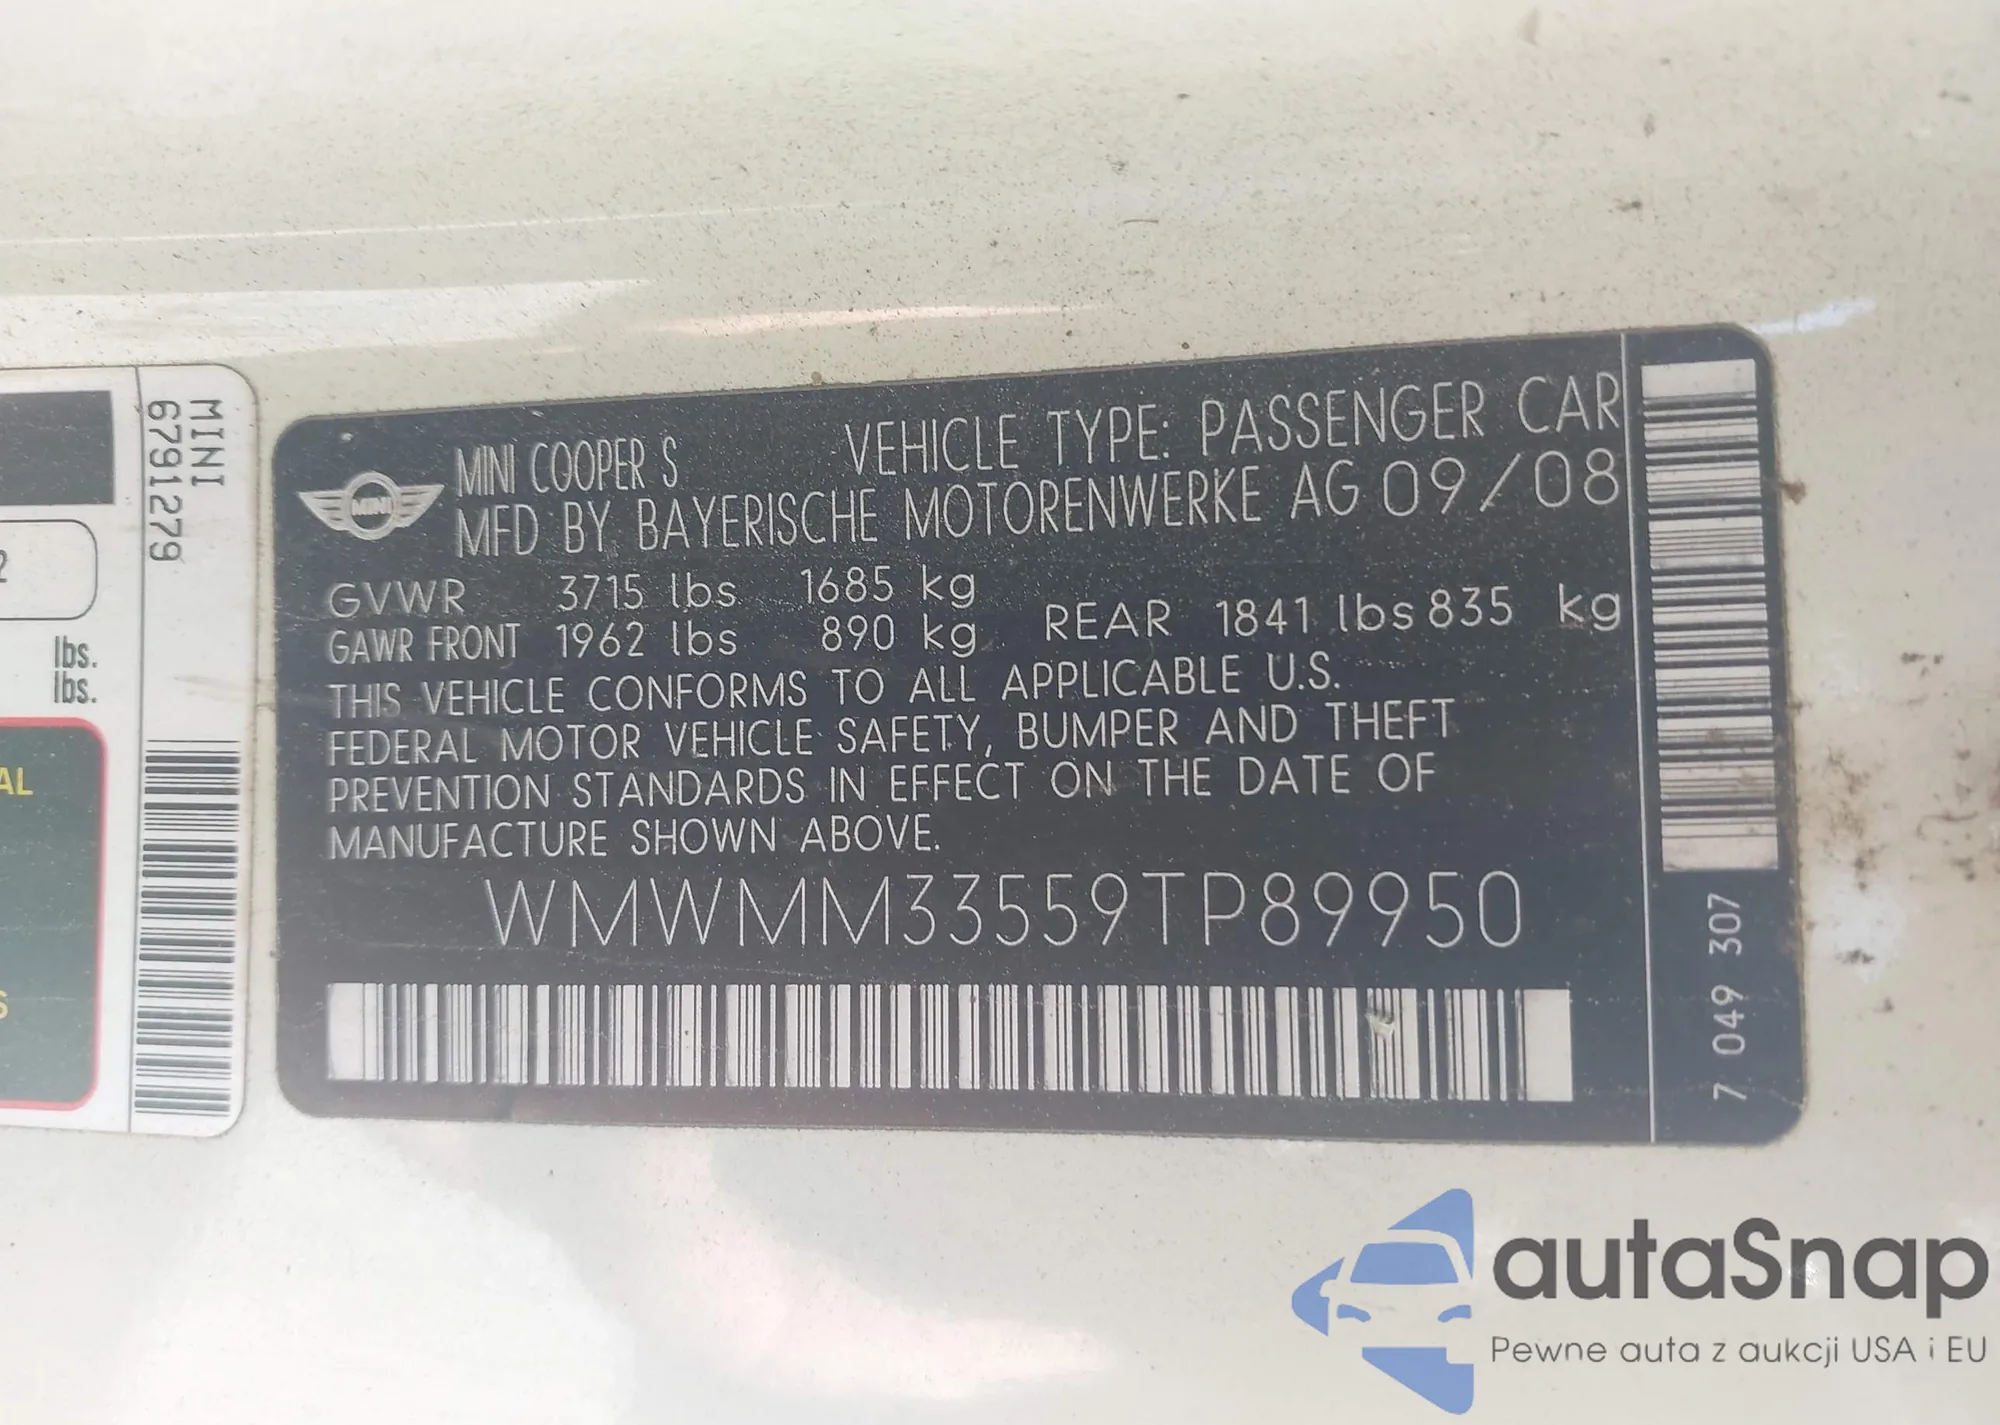 MINI
6791279
2
lbs.
lbs.
AL
S
MINI COOPER S VEHICLE TYPE: PASSENGER CAR
MINI
MFD BY BAYERISCHE MOTORENWERKE AG 09/08
GVWR 3715 lbs 1685 kg
GAWR FRONT 1962 lbs 890 kg REAR 1841 lbs 835 kg
THIS VEHICLE CONFORMS TO ALL APPLICABLE U.S.
FEDERAL MOTOR VEHICLE SAFETY, BUMPER AND THEFT
PREVENTION STANDARDS IN EFFECT ON THE DATE OF
MANUFACTURE SHOWN ABOVE.
WMWMM33559TP89950
7 049 307
autaSnap
Pewne auta z aukcji USA i EU